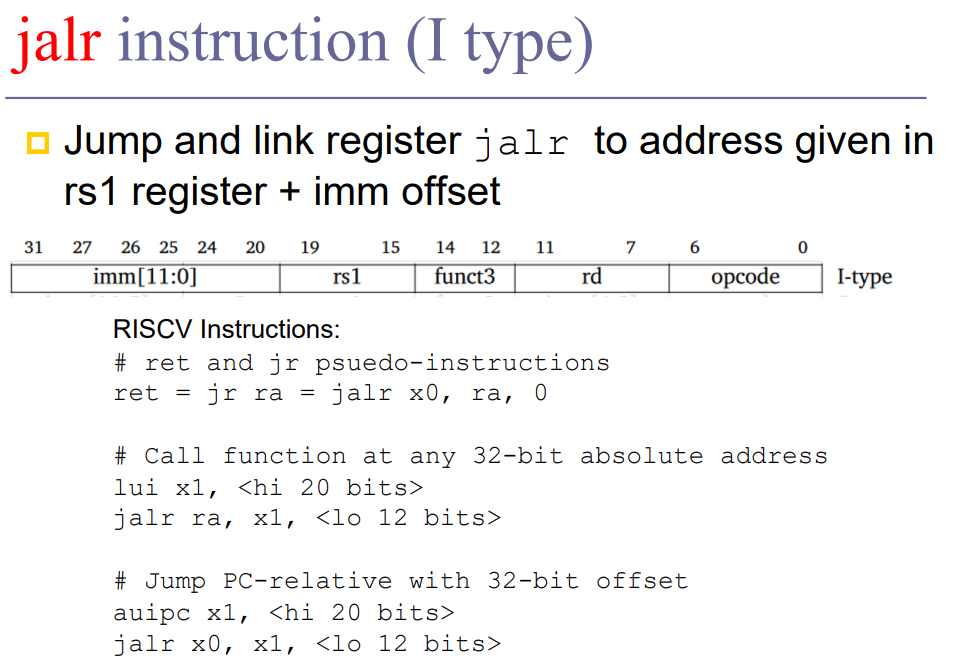 jalr instruction (I type)
Jump and link register jalr to address given in
rs1 register + imm offset
31 27 26 25 24 20 19 15 14 12 11 7 6 0
imm[11:0] rs1 funct3 rd opcode I-type
RISCV Instructions:
# ret and jr psuedo-instructions
ret = jr ra = jalr x0, ra, 0
# Call function at any 32-bit absolute address
lui x1, <hi 20 bits>
jalr ra, x1, <lo 12 bits>
# Jump PC-relative with 32-bit offset
auipc x1, <hi 20 bits>
jalr x0, x1, <lo 12 bits>